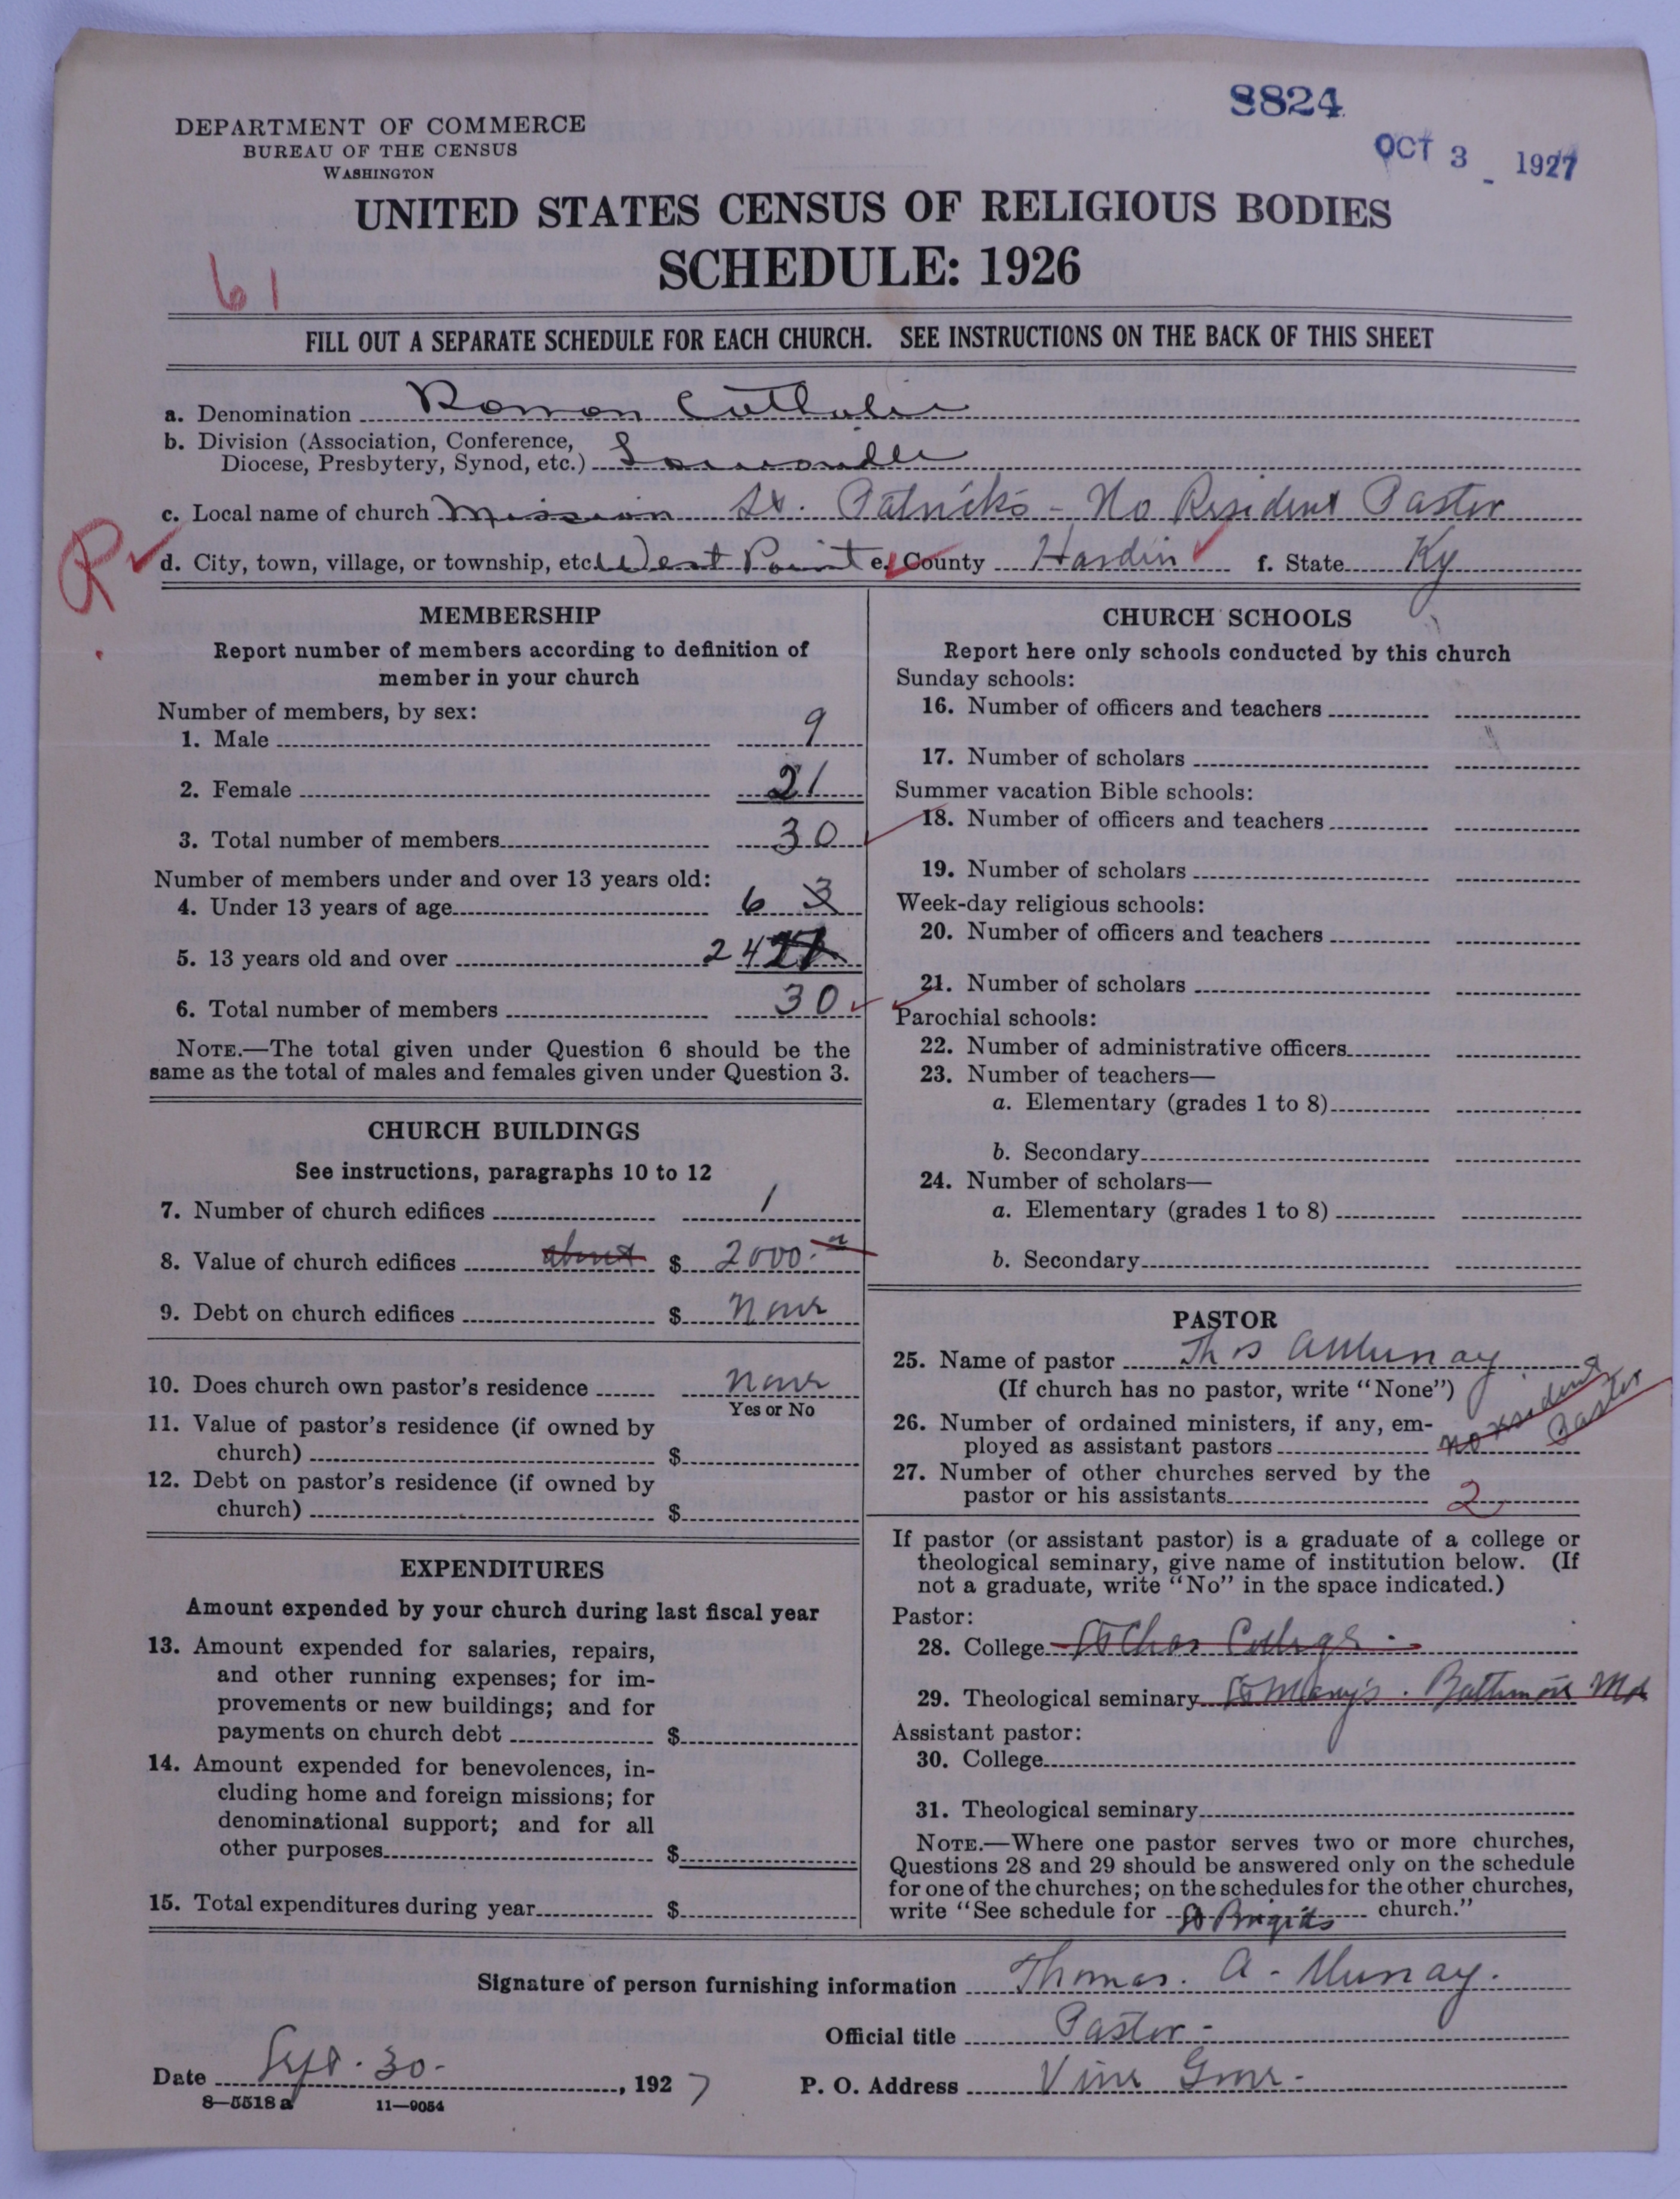 8824
OCT 3 1927
DEPARTMENT OF COMMERCE
BUREAU OF THE CENSUS
WASHINGTON
UNITED STATES CENSUS OF RELIGIOUS BODIES
SCHEDULE: 1926
61
FILL OUT A SEPARATE SCHEDULE FOR EACH CHURCH. SEE INSTRUCTIONS ON THE BACK OF THIS SHEET
a. Denomination Roman Catholic
b. Division (Association, Conference,
Diocese, Presbytery, Synod, etc.) Louisville
c. Local name of church Mission St. Patrick's - No Resident Pastor
R
d. City, town, village, or township, etc. West Point e. County Hardin f. State Ky
MEMBERSHIP
Report number of members according to definition of
member in your church
Number of members, by sex:
1. Male 9
2. Female 21
3. Total number of members 30
Number of members under and over 13 years old:
4. Under 13 years of age 6 3
5. 13 years old and over 24 27
6. Total number of members 30
NOTE.—The total given under Question 6 should be the
same as the total of males and females given under Question 3.
CHURCH BUILDINGS
See instructions, paragraphs 10 to 12
7. Number of church edifices 1
8. Value of church edifices about $ 2000.
9. Debt on church edifices $ None
10. Does church own pastor's residence None
Yes or No
11. Value of pastor's residence (if owned by
church) $
12. Debt on pastor's residence (if owned by
church) $
EXPENDITURES
Amount expended by your church during last fiscal year
13. Amount expended for salaries, repairs,
and other running expenses; for im-
provements or new buildings; and for
payments on church debt $
14. Amount expended for benevolences, in-
cluding home and foreign missions; for
denominational support; and for all
other purposes $
15. Total expenditures during year $
CHURCH SCHOOLS
Report here only schools conducted by this church
Sunday schools:
16. Number of officers and teachers
17. Number of scholars
Summer vacation Bible schools:
18. Number of officers and teachers
19. Number of scholars
Week-day religious schools:
20. Number of officers and teachers
21. Number of scholars
Parochial schools:
22. Number of administrative officers
23. Number of teachers—
a. Elementary (grades 1 to 8)
b. Secondary
24. Number of scholars—
a. Elementary (grades 1 to 8)
b. Secondary
PASTOR
25. Name of pastor Thos A Murray
(If church has no pastor, write "None")
26. Number of ordained ministers, if any, em-
ployed as assistant pastors no resident Pastor
27. Number of other churches served by the
pastor or his assistants 2
If pastor (or assistant pastor) is a graduate of a college or
theological seminary, give name of institution below. (If
not a graduate, write "No" in the space indicated.)
Pastor:
28. College St Chas College
29. Theological seminary St Mary's. Baltimore Md
Assistant pastor:
30. College
31. Theological seminary
NOTE.—Where one pastor serves two or more churches,
Questions 28 and 29 should be answered only on the schedule
for one of the churches; on the schedules for the other churches,
write "See schedule for St Brigids church."
Signature of person furnishing information Thomas. A. Murray.
Official title Pastor -
Date Sept. 30 - , 1927 P. O. Address Vine Grove -
8—5518 a 11—9054